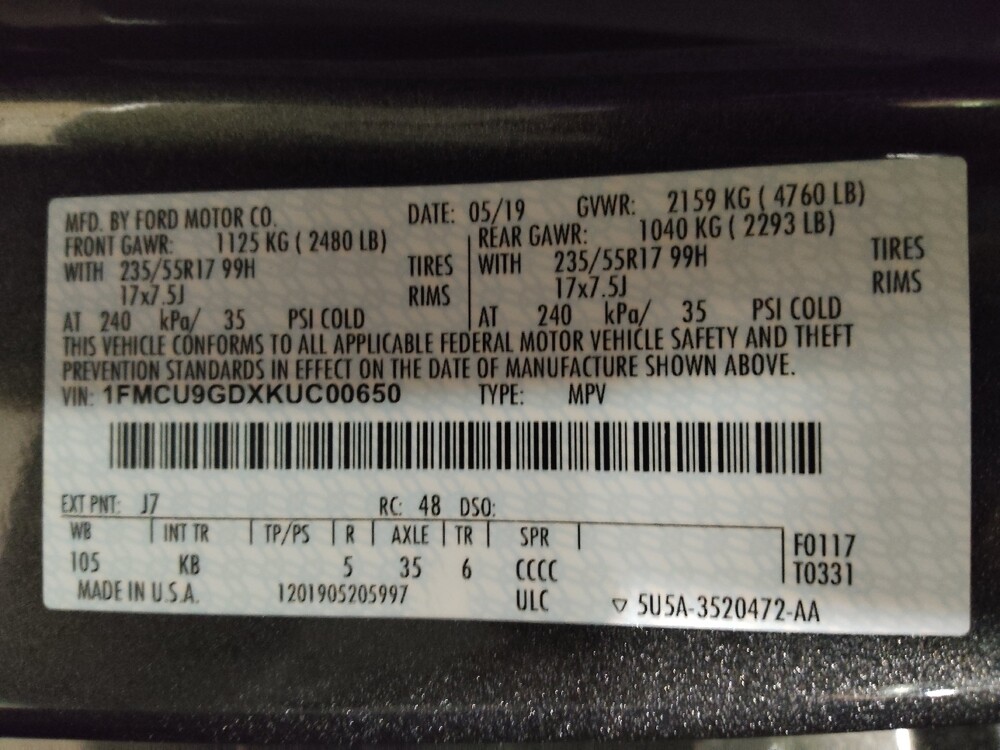 MFD. BY FORD MOTOR CO. DATE: 05/19 GVWR: 2159 KG ( 4760 LB)
FRONT GAWR: 1125 KG ( 2480 LB) REAR GAWR: 1040 KG ( 2293 LB)
WITH 235/55R17 99H TIRES WITH 235/55R17 99H TIRES
17x7.5J RIMS 17x7.5J RIMS
AT 240 kPa/ 35 PSI COLD AT 240 kPa/ 35 PSI COLD
THIS VEHICLE CONFORMS TO ALL APPLICABLE FEDERAL MOTOR VEHICLE SAFETY AND THEFT
PREVENTION STANDARDS IN EFFECT ON THE DATE OF MANUFACTURE SHOWN ABOVE.
VIN: 1FMCU9GDXKUC00650 TYPE: MPV
EXT PNT: J7 RC: 48 DSO:
WB INT TR TP/PS R AXLE TR SPR F0117
105 KB 5 35 6 CCCC T0331
MADE IN U.S.A. 1201905205997 ULC ▽ 5U5A-3520472-AA